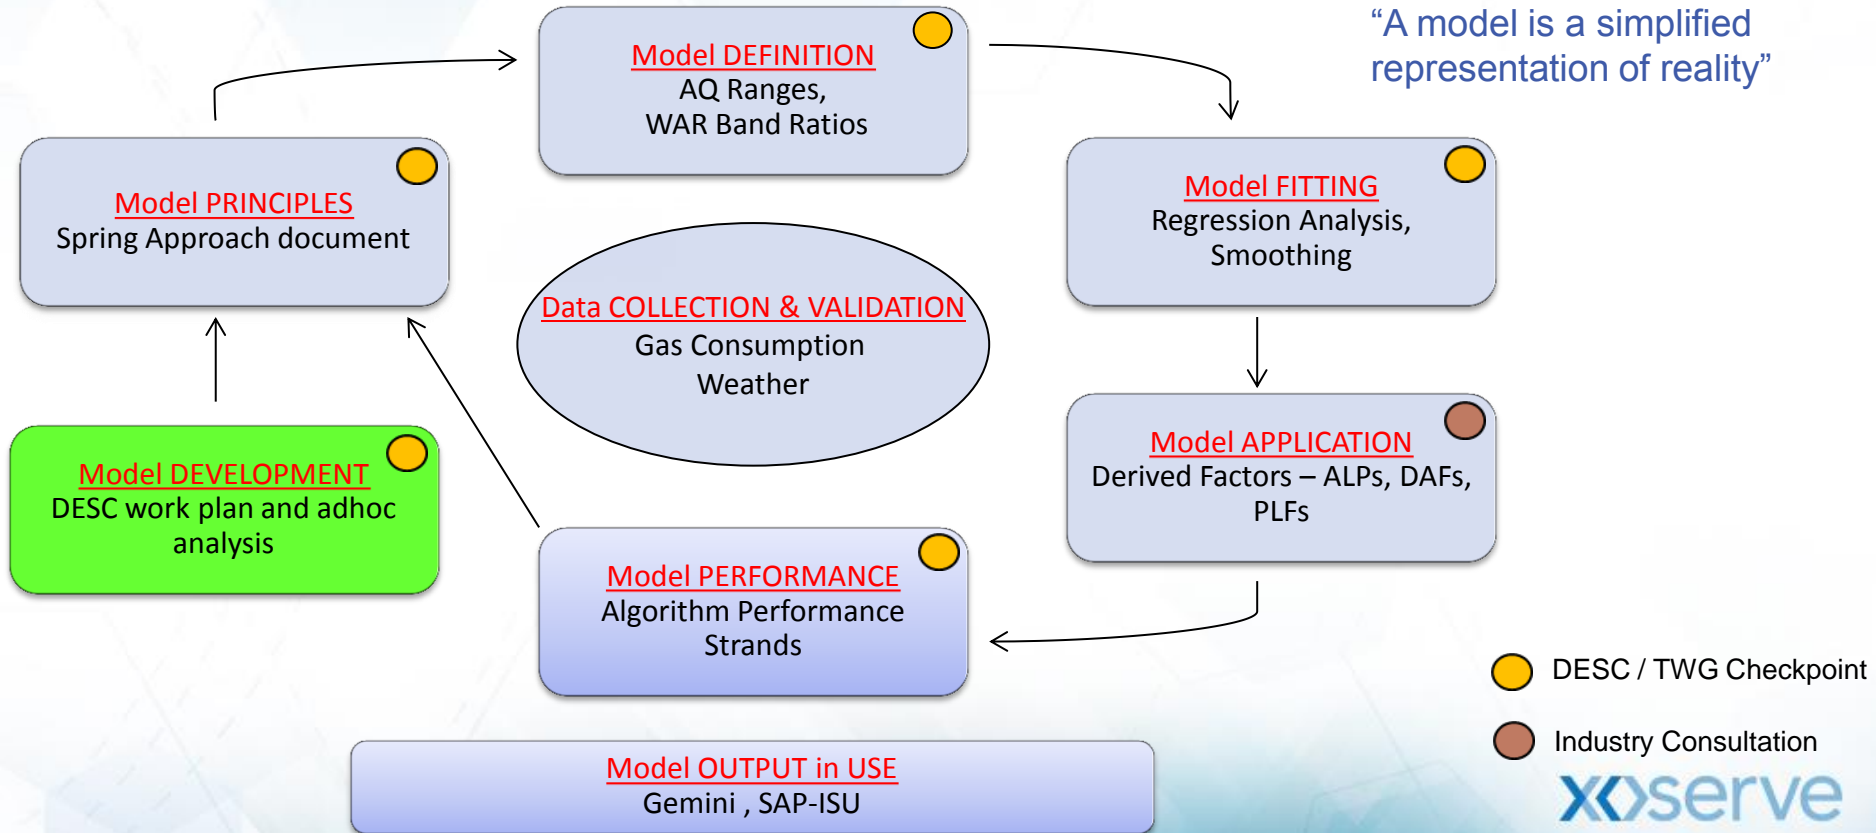 “A model is a simplified
representation of reality”
Model DEFINITION
AQ Ranges,
WAR Band Ratios
Model PRINCIPLES
Spring Approach document
Model FITTING
Regression Analysis,
Smoothing
Data COLLECTION & VALIDATION
Gas Consumption
Weather
Model DEVELOPMENT
DESC work plan and adhoc
analysis
Model APPLICATION
Derived Factors – ALPs, DAFs,
PLFs
Model PERFORMANCE
Algorithm Performance
Strands
DESC / TWG Checkpoint
Industry Consultation
Model OUTPUT in USE
Gemini , SAP-ISU
xoserve